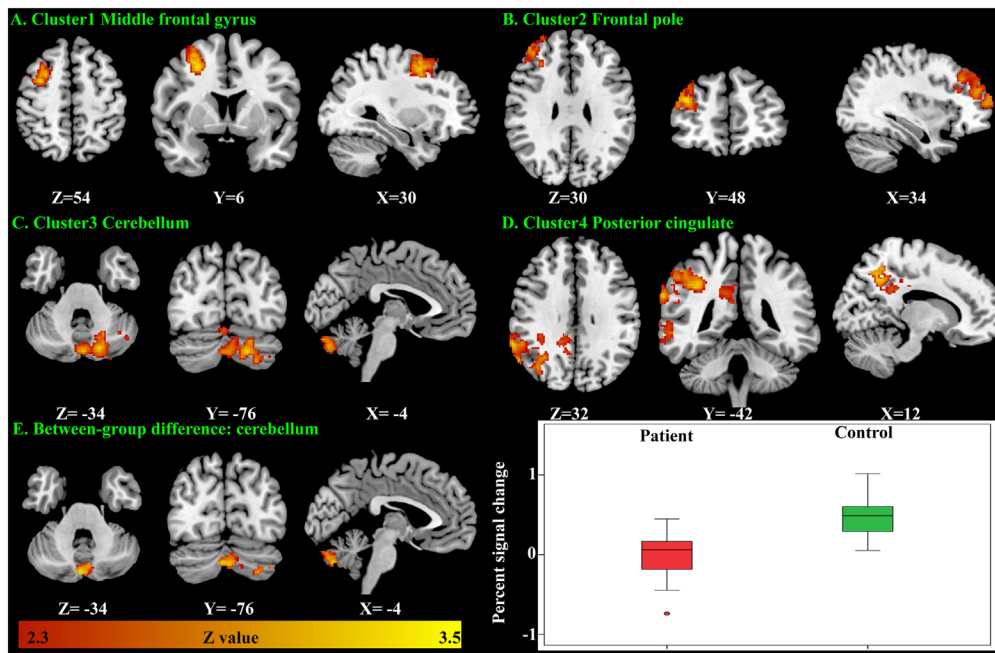 A. Cluster1 Middle frontal gyrus
Z=54 Y=6 X=30
B. Cluster2 Frontal pole
Z=30 Y=48 X=34
C. Cluster3 Cerebellum
Z= -34 Y= -76 X= -4
D. Cluster4 Posterior cingulate
Z=32 Y= -42 X=12
E. Between-group difference: cerebellum
Z= -34 Y= -76 X= -4
2.3 Z value 3.5
Patient Control
Percent signal change
1
0
-1